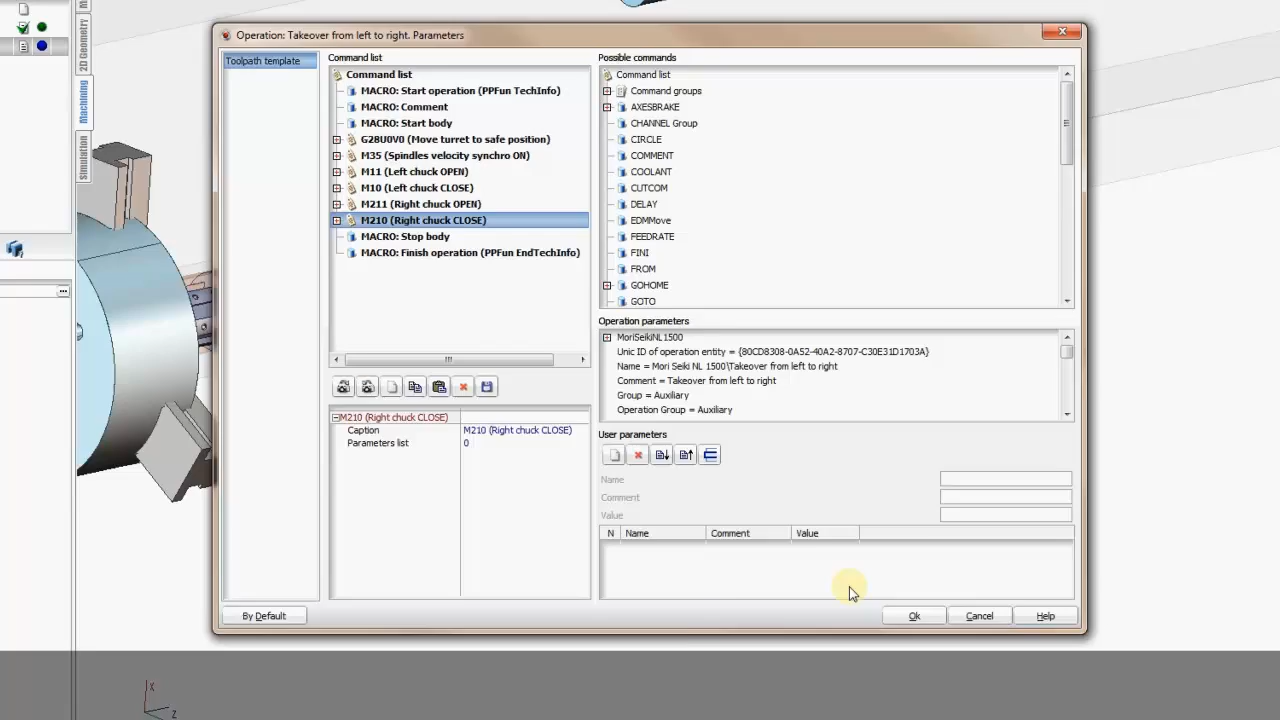 Operation: Takeover from left to right. Parameters
2D Geometry
Machining
Simulation
Toolpath template
Command list
Command list
MACRO: Start operation (PPFun TechInfo)
MACRO: Comment
MACRO: Start body
G28U0V0 (Move turret to safe position)
M35 (Spindles velocity synchro ON)
M11 (Left chuck OPEN)
M10 (Left chuck CLOSE)
M211 (Right chuck OPEN)
M210 (Right chuck CLOSE)
MACRO: Stop body
MACRO: Finish operation (PPFun EndTechInfo)
M210 (Right chuck CLOSE)
Caption M210 (Right chuck CLOSE)
Parameters list 0
Possible commands
Command list
Command groups
AXESBRAKE
CHANNEL Group
CIRCLE
COMMENT
COOLANT
CUTCOM
DELAY
EDMMove
FEEDRATE
FINI
FROM
GOHOME
GOTO
Operation parameters
MoriSeikiNL1500
Unic ID of operation entity = {80CD8308-0A52-40A2-8707-C30E31D1703A}
Name = Mori Seiki NL 1500\Takeover from left to right
Comment = Takeover from left to right
Group = Auxiliary
Operation Group = Auxiliary
User parameters
Name
Comment
Value
N Name Comment Value
By Default
Ok Cancel Help
X
Z